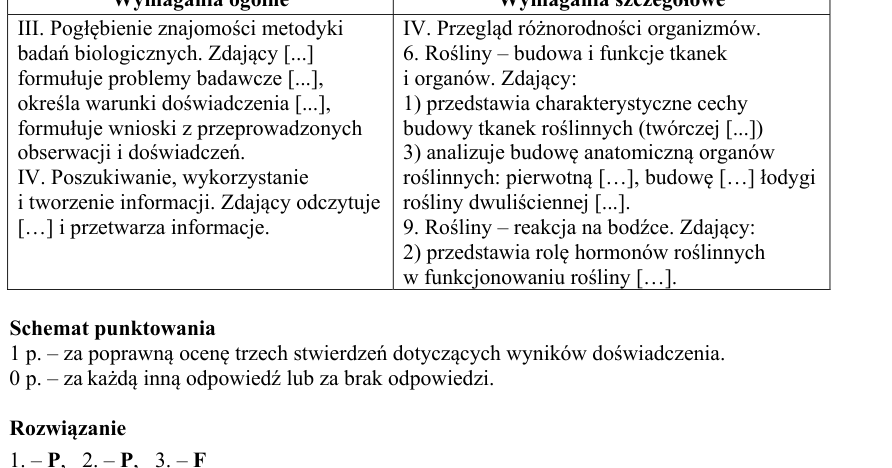 Wymagania ogólne
Wymagania szczegółowe
III. Pogłębienie znajomości metodyki
badań biologicznych. Zdający [...]
formułuje problemy badawcze [...],
określa warunki doświadczenia [...],
formułuje wnioski z przeprowadzonych
obserwacji i doświadczeń.
IV. Poszukiwanie, wykorzystanie
i tworzenie informacji. Zdający odczytuje
[…] i przetwarza informacje.
IV. Przegląd różnorodności organizmów.
6. Rośliny – budowa i funkcje tkanek
i organów. Zdający:
1) przedstawia charakterystyczne cechy
budowy tkanek roślinnych (twórczej [...])
3) analizuje budowę anatomiczną organów
roślinnych: pierwotną […], budowę […] łodygi
rośliny dwuliściennej [...].
9. Rośliny – reakcja na bodźce. Zdający:
2) przedstawia rolę hormonów roślinnych
w funkcjonowaniu rośliny […].
Schemat punktowania
1 p. – za poprawną ocenę trzech stwierdzeń dotyczących wyników doświadczenia.
0 p. – za każdą inną odpowiedź lub za brak odpowiedzi.
Rozwiązanie
1. – P, 2. – P, 3. – F